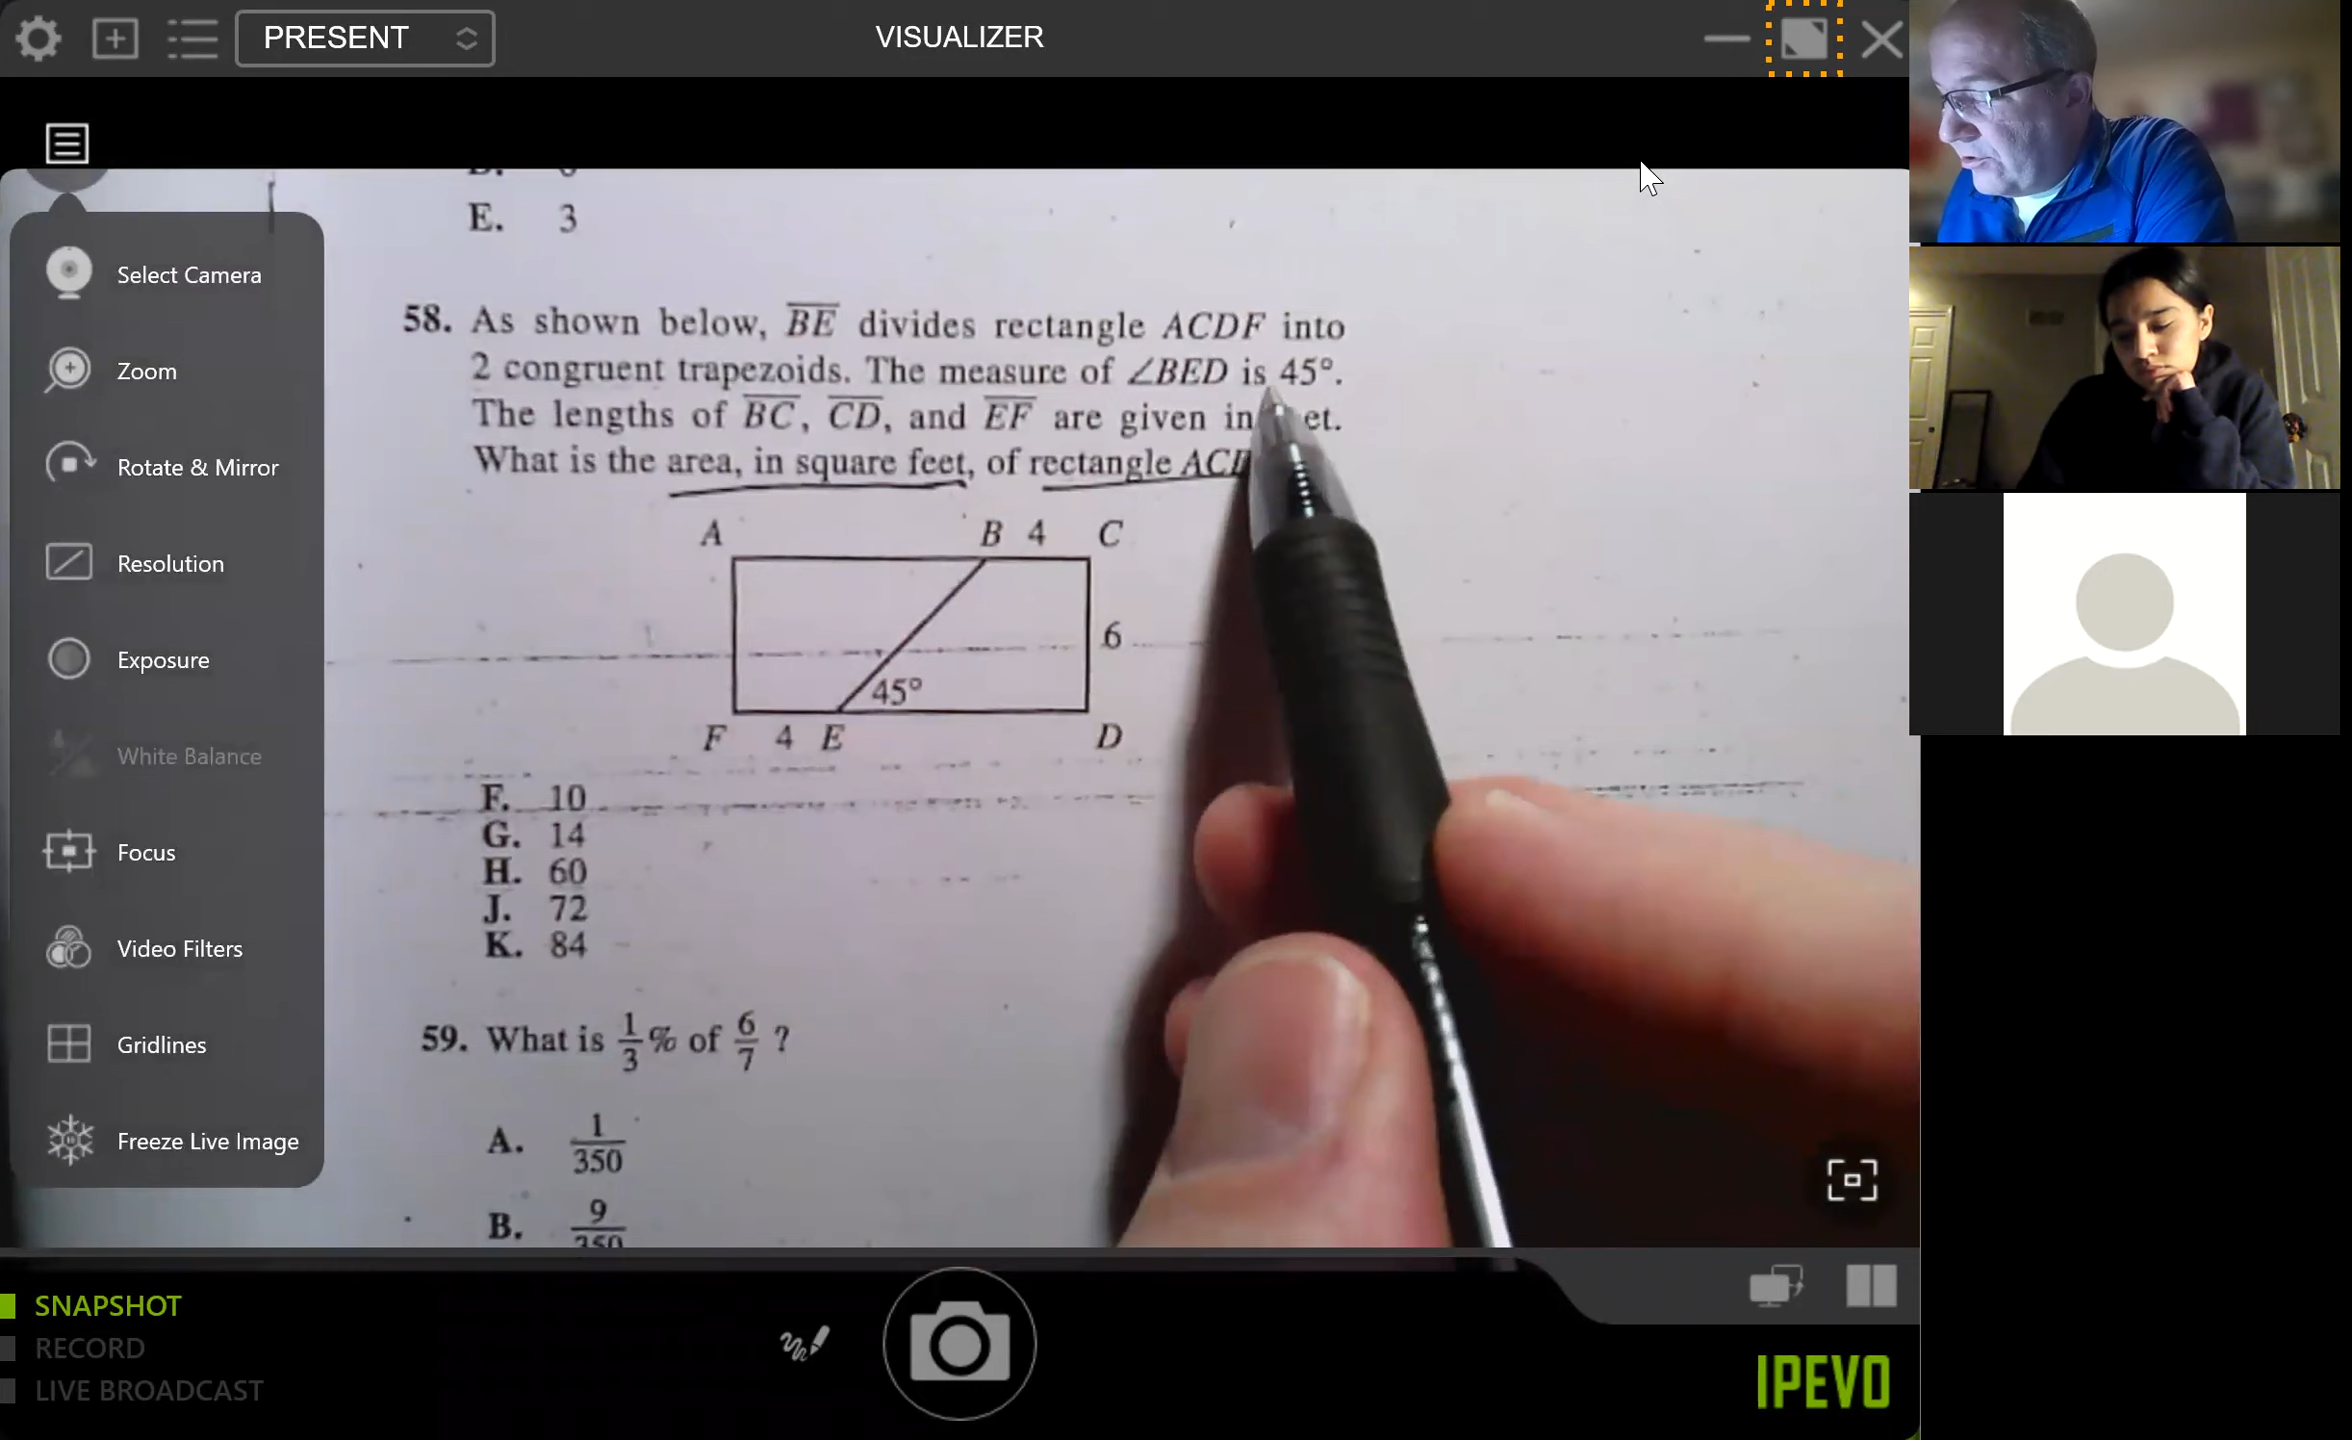 PRESENT
VISUALIZER
Select Camera
Zoom
Rotate & Mirror
Resolution
Exposure
White Balance
Focus
Video Filters
Gridlines
Freeze Live Image
E. 3
58. As shown below, BE divides rectangle ACDF into
2 congruent trapezoids. The measure of ∠BED is 45°.
The lengths of BC, CD, and EF are given in
What is the area, in square feet, of rectangle
A B 4 C
6
45°
F 4 E D
F. 10
G. 14
H. 60
J. 72
K. 84
59. What is 1/3% of 6/7 ?
A. 1/350
B. 9/350
SNAPSHOT
RECORD
LIVE BROADCAST
IPEVO